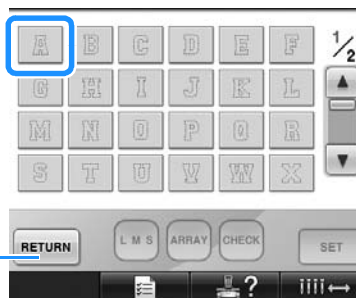 A B C D E F 1/2
G H I J K L
M N O P Q R
S T U V W X
RETURN L M S ARRAY CHECK SET
?